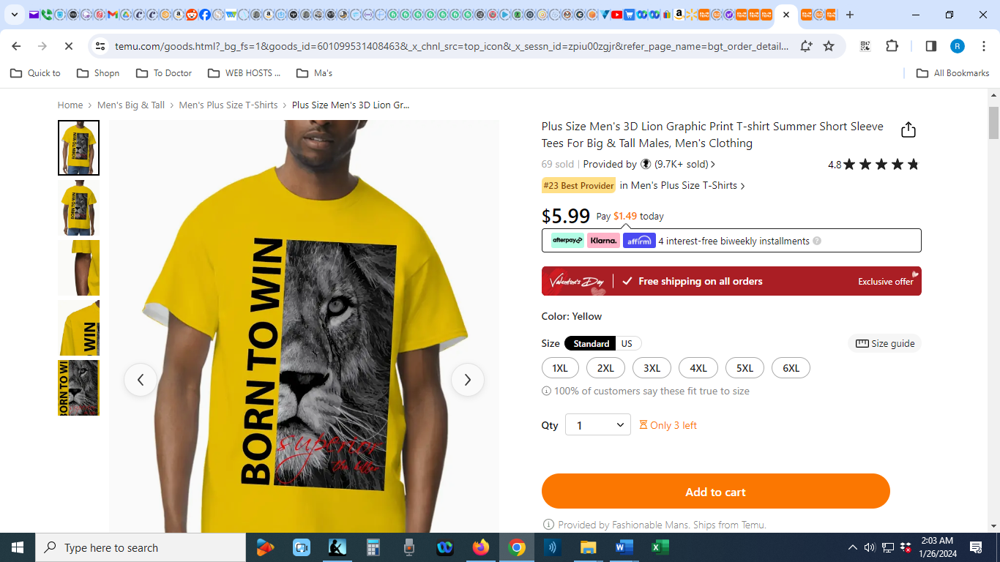 temu.com/goods.html?_bg_fs=1&goods_id=601099531408463&_x_chnl_src=top_icon&_x_sessn_id=zpiu00zgjr&refer_page_name=bgt_order_detail...
R
Quick to
Shopn
To Doctor
WEB HOSTS ...
Ma's
All Bookmarks
Home > Men's Big & Tall > Men's Plus Size T-Shirts > Plus Size Men's 3D Lion Gr...
Plus Size Men's 3D Lion Graphic Print T-shirt Summer Short Sleeve
Tees For Big & Tall Males, Men's Clothing
69 sold | Provided by (9.7K+ sold) >
4.8
#23 Best Provider in Men's Plus Size T-Shirts >
$5.99 Pay $1.49 today
afterpay Klarna. affirm 4 interest-free biweekly installments ?
Valentine's Day Free shipping on all orders Exclusive offer
Color: Yellow
Size Standard US Size guide
1XL 2XL 3XL 4XL 5XL 6XL
100% of customers say these fit true to size
Qty 1 Only 3 left
Add to cart
Provided by Fashionable Mans. Ships from Temu.
BORN TO WIN
superior
Type here to search
2:03 AM
1/26/2024